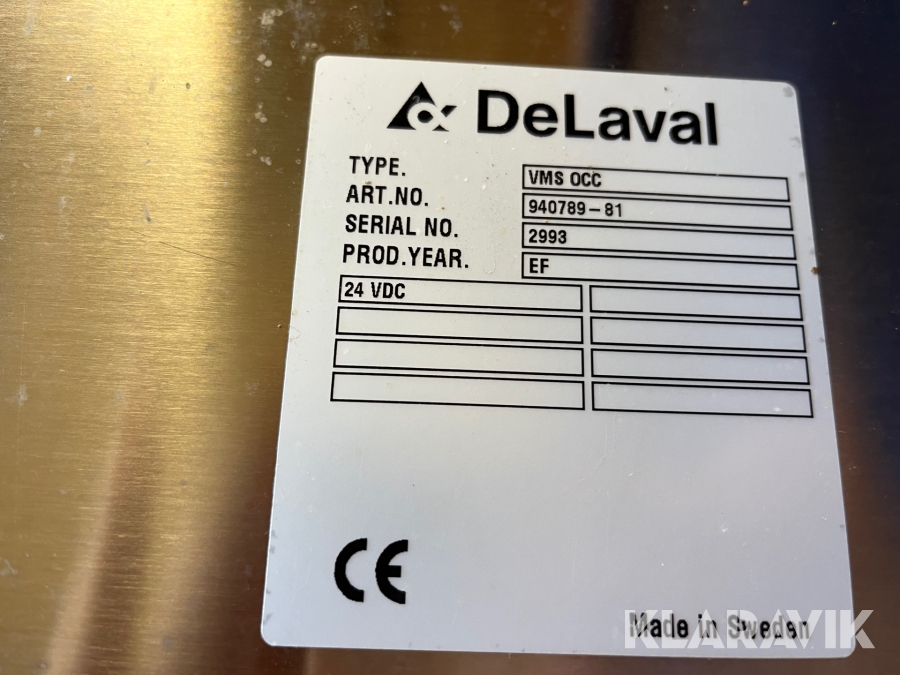 DeLaval
TYPE. VMS OCC
ART.NO. 940789-81
SERIAL NO. 2993
PROD.YEAR. EF
24 VDC
CE
Made in Sweden
KLARAVIK